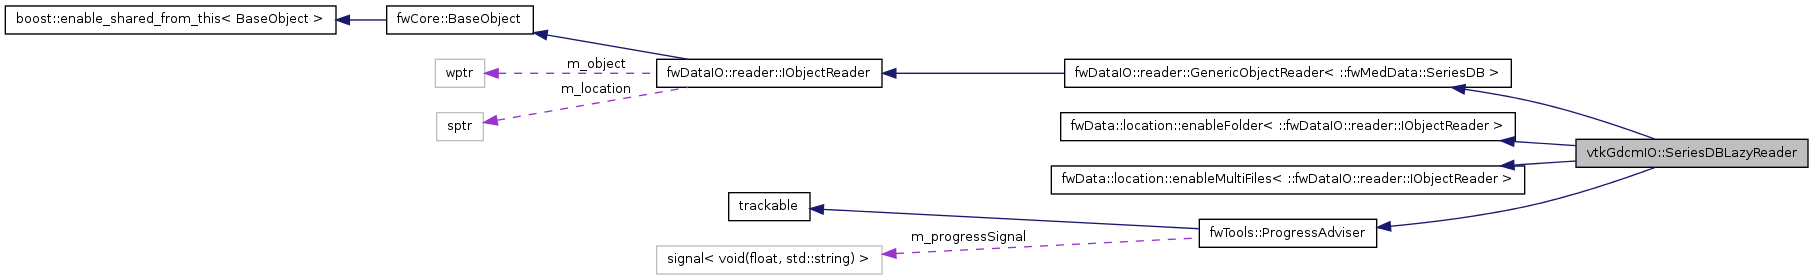 boost::enable_shared_from_this< BaseObject >
fwCore::BaseObject
wptr
m_object
fwDataIO::reader::IObjectReader
fwDataIO::reader::GenericObjectReader< ::fwMedData::SeriesDB >
m_location
sptr
fwData::location::enableFolder< ::fwDataIO::reader::IObjectReader >
vtkGdcmIO::SeriesDBLazyReader
fwData::location::enableMultiFiles< ::fwDataIO::reader::IObjectReader >
trackable
m_progressSignal
fwTools::ProgressAdviser
signal< void(float, std::string) >